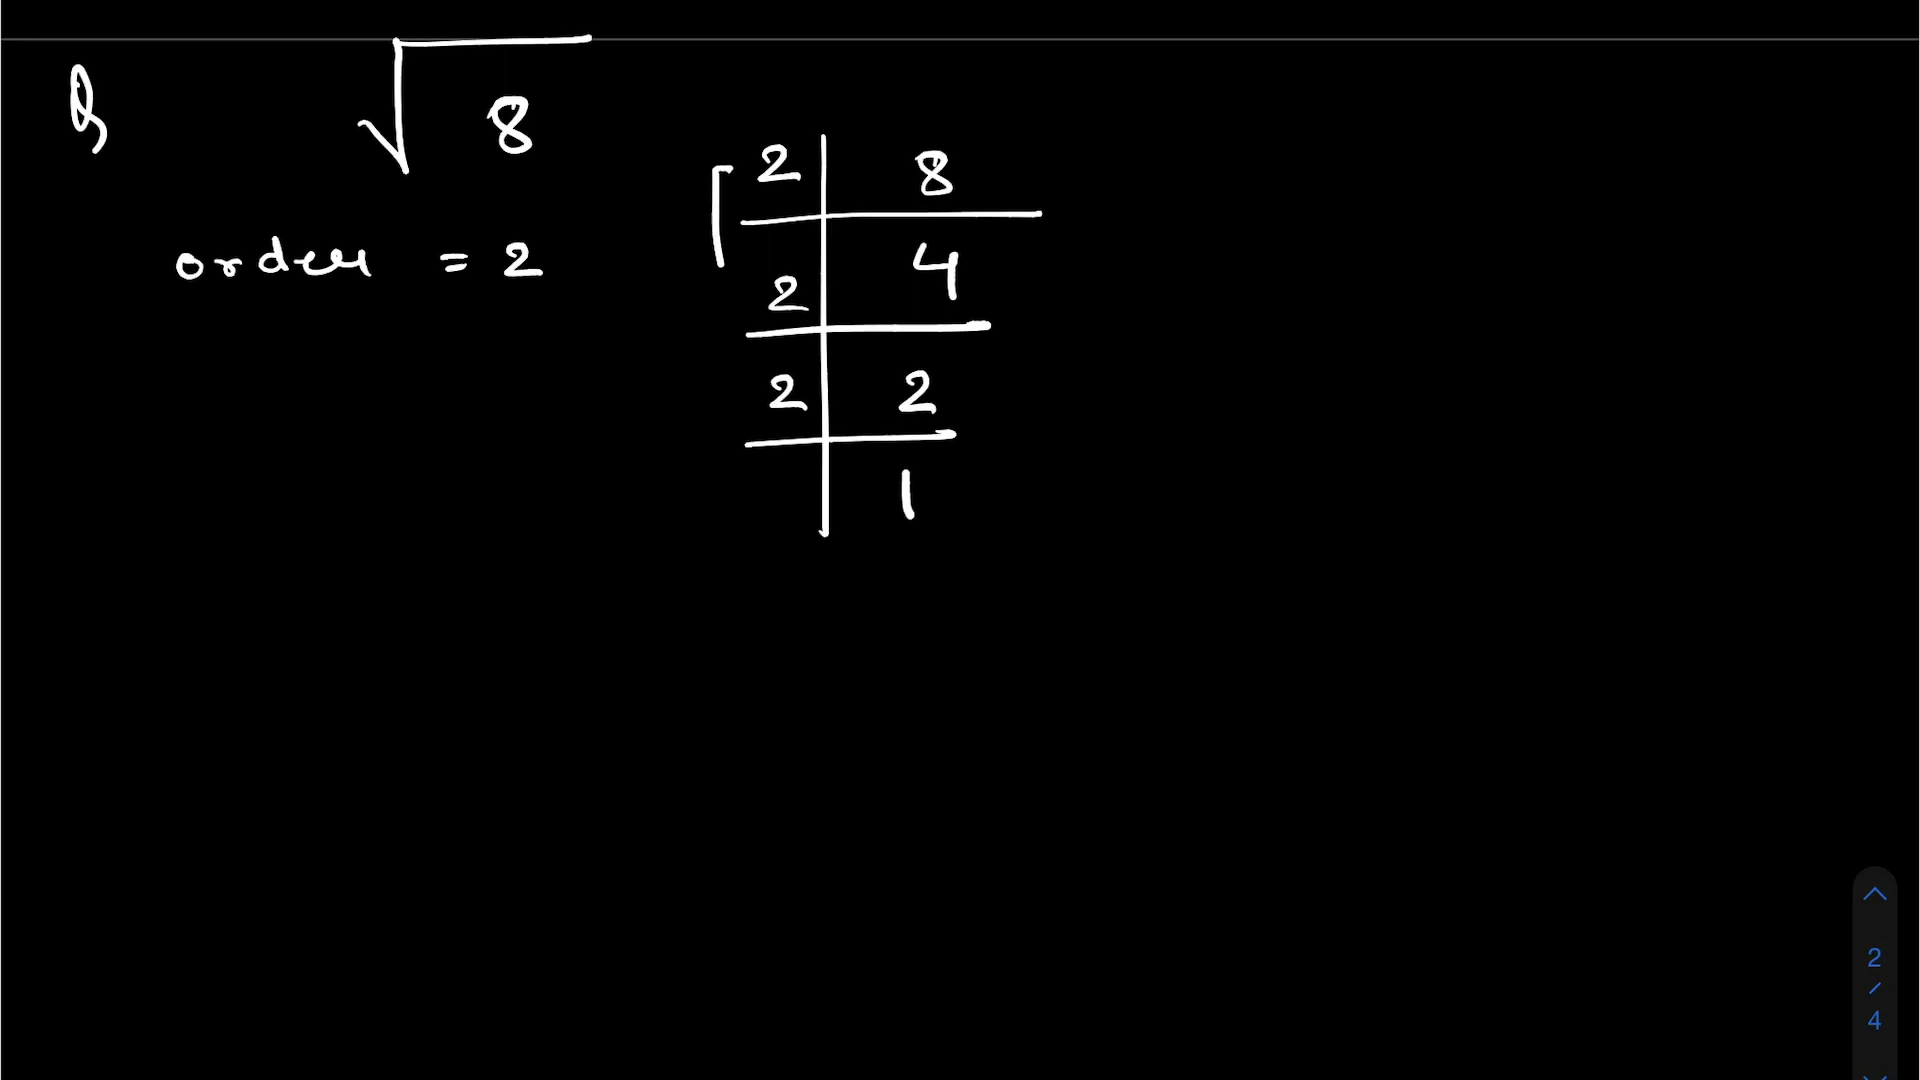 Q √8
order = 2
2 | 8
2 | 4
2 | 2
1
2 / 4